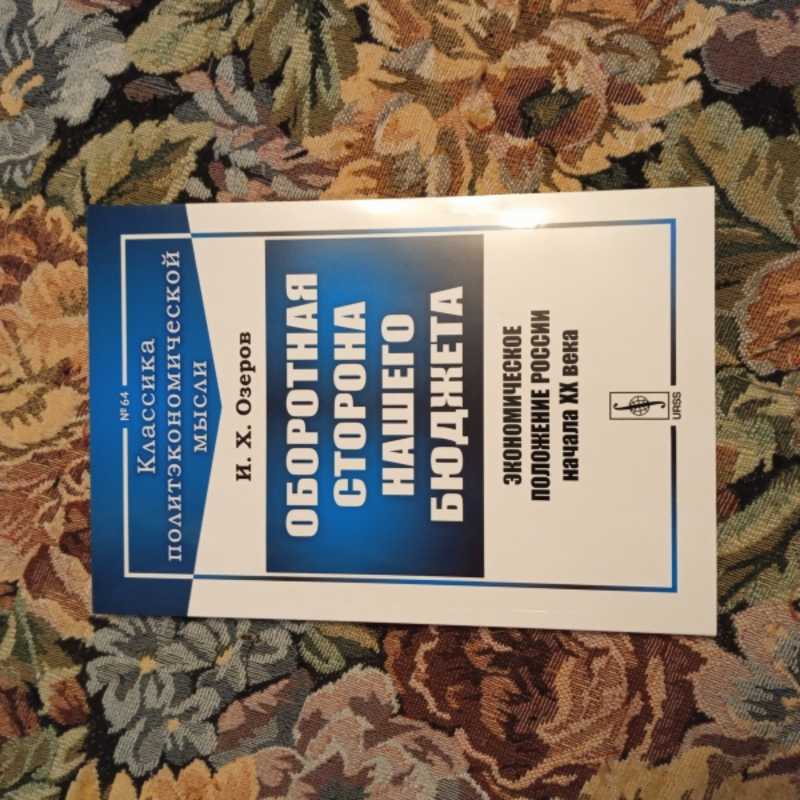 № 64
Классика
политэкономической
мысли
И. Х. Озеров
ОБОРОТНАЯ
СТОРОНА
НАШЕГО
БЮДЖЕТА
ЭКОНОМИЧЕСКОЕ
ПОЛОЖЕНИЕ РОССИИ
начала XX века
URSS